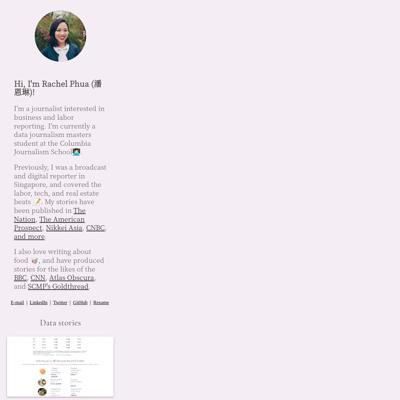 Hi, I'm Rachel Phua (潘
恩琳)!
I'm a journalist interested in
business and labor
reporting. I'm currently a
data journalism masters
student at the Columbia
Journalism School👩🏻‍💻.
Previously, I was a broadcast
and digital reporter in
Singapore, and covered the
labor, tech, and real estate
beats 📝. My stories have
been published in The
Nation, The American
Prospect, Nikkei Asia, CNBC,
and more.
I also love writing about
food 🥡, and have produced
stories for the likes of the
BBC, CNN, Atlas Obscura,
and SCMP's Goldthread.
E-mail | LinkedIn | Twitter | GitHub | Resume
Data stories